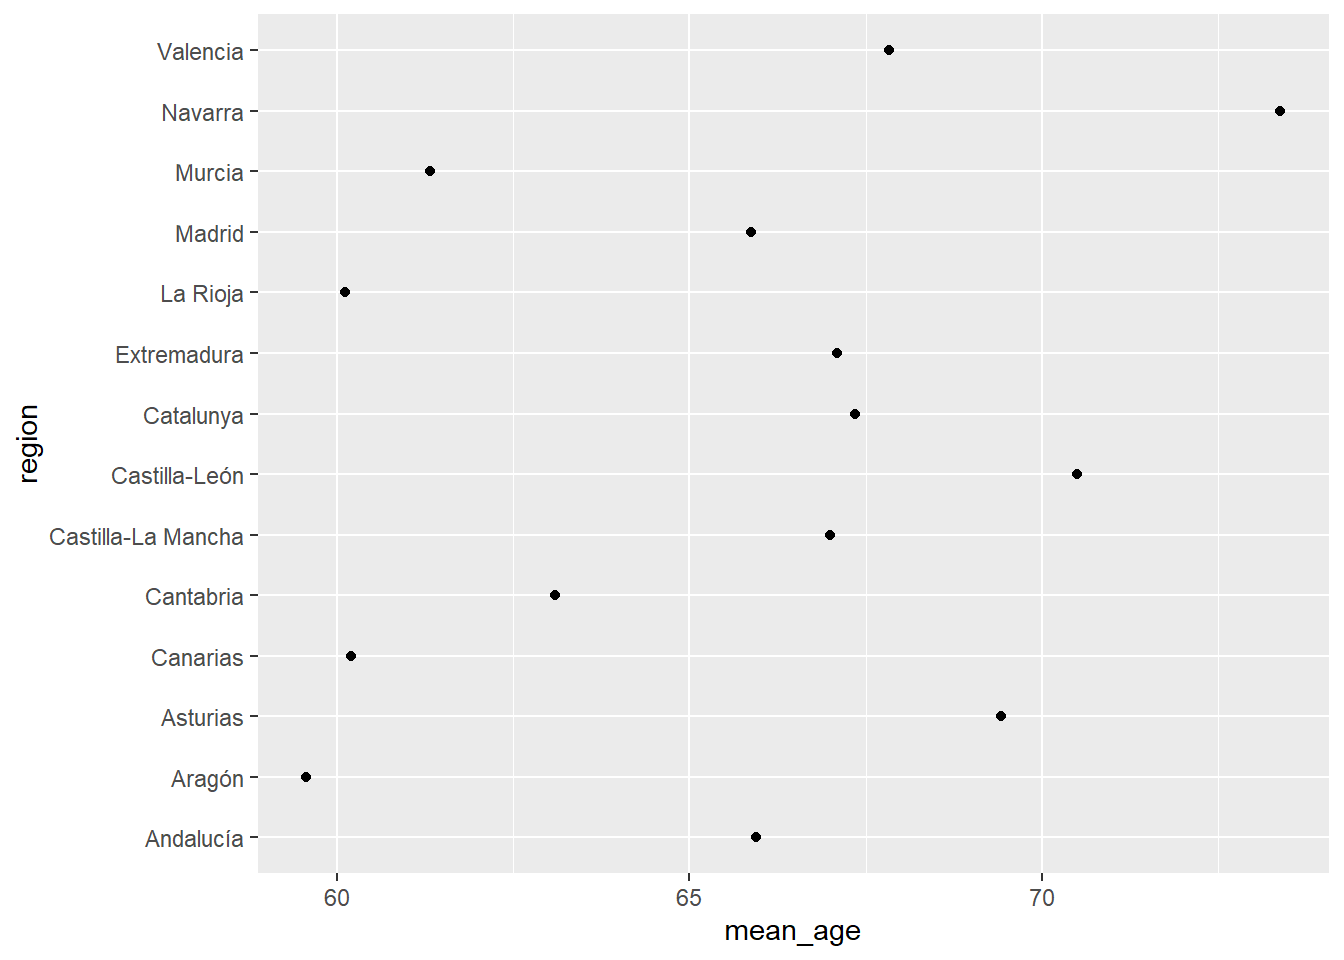 Valencia
Navarra
Murcia
Madrid
La Rioja
Extremadura
Catalunya
Castilla-León
Castilla-La Mancha
Cantabria
Canarias
Asturias
Aragón
Andalucía
region
60 65 70
mean_age